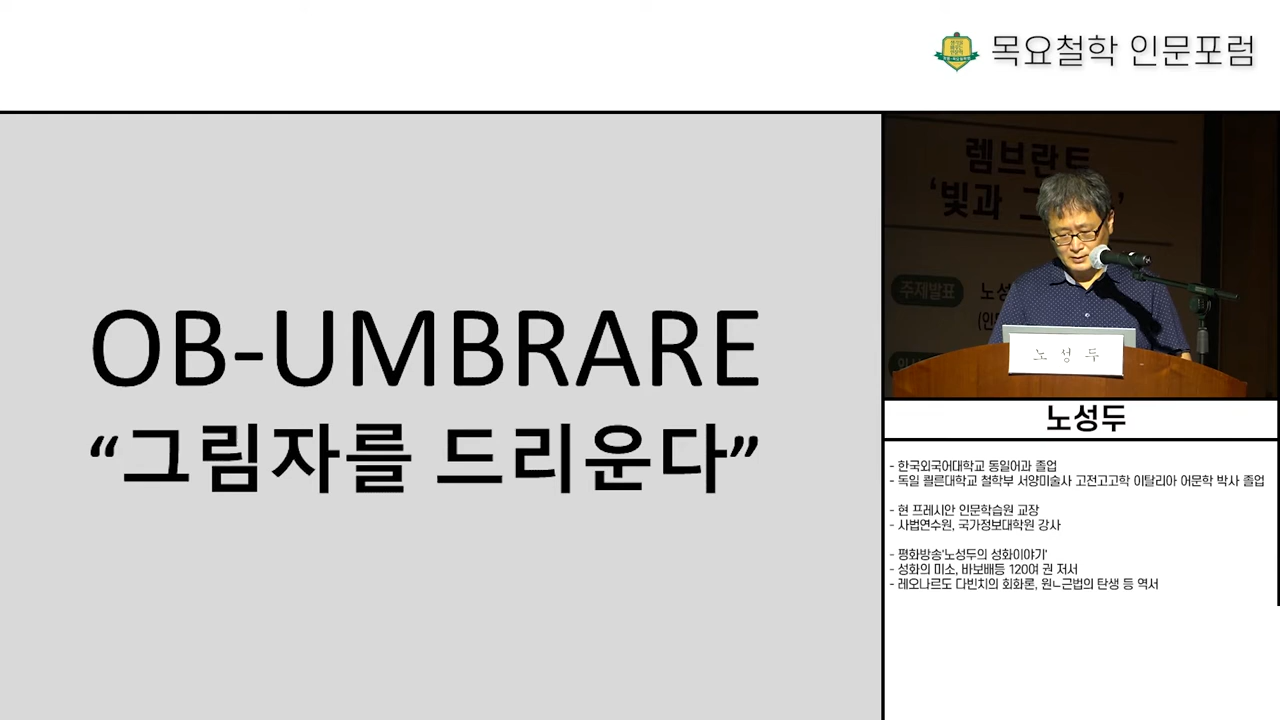 목요철학 인문포럼
OB-UMBRARE
“그림자를 드리운다”
렘브란트
‘빛과
주제발표 노성
노 성 두
노성두
- 한국외국어대학교 동일어과 졸업
- 독일 쾰른대학교 철학부 서양미술사 고전고고학 이탈리아 어문학 박사 졸업
- 현 프레시안 인문학습원 교장
- 사법연수원, 국가정보대학원 강사
- 평화방송'노성두의 성화이야기'
- 성화의 미소, 바보배등 120여 권 저서
- 레오나르도 다빈치의 회화론, 원ㄴ근법의 탄생 등 역서